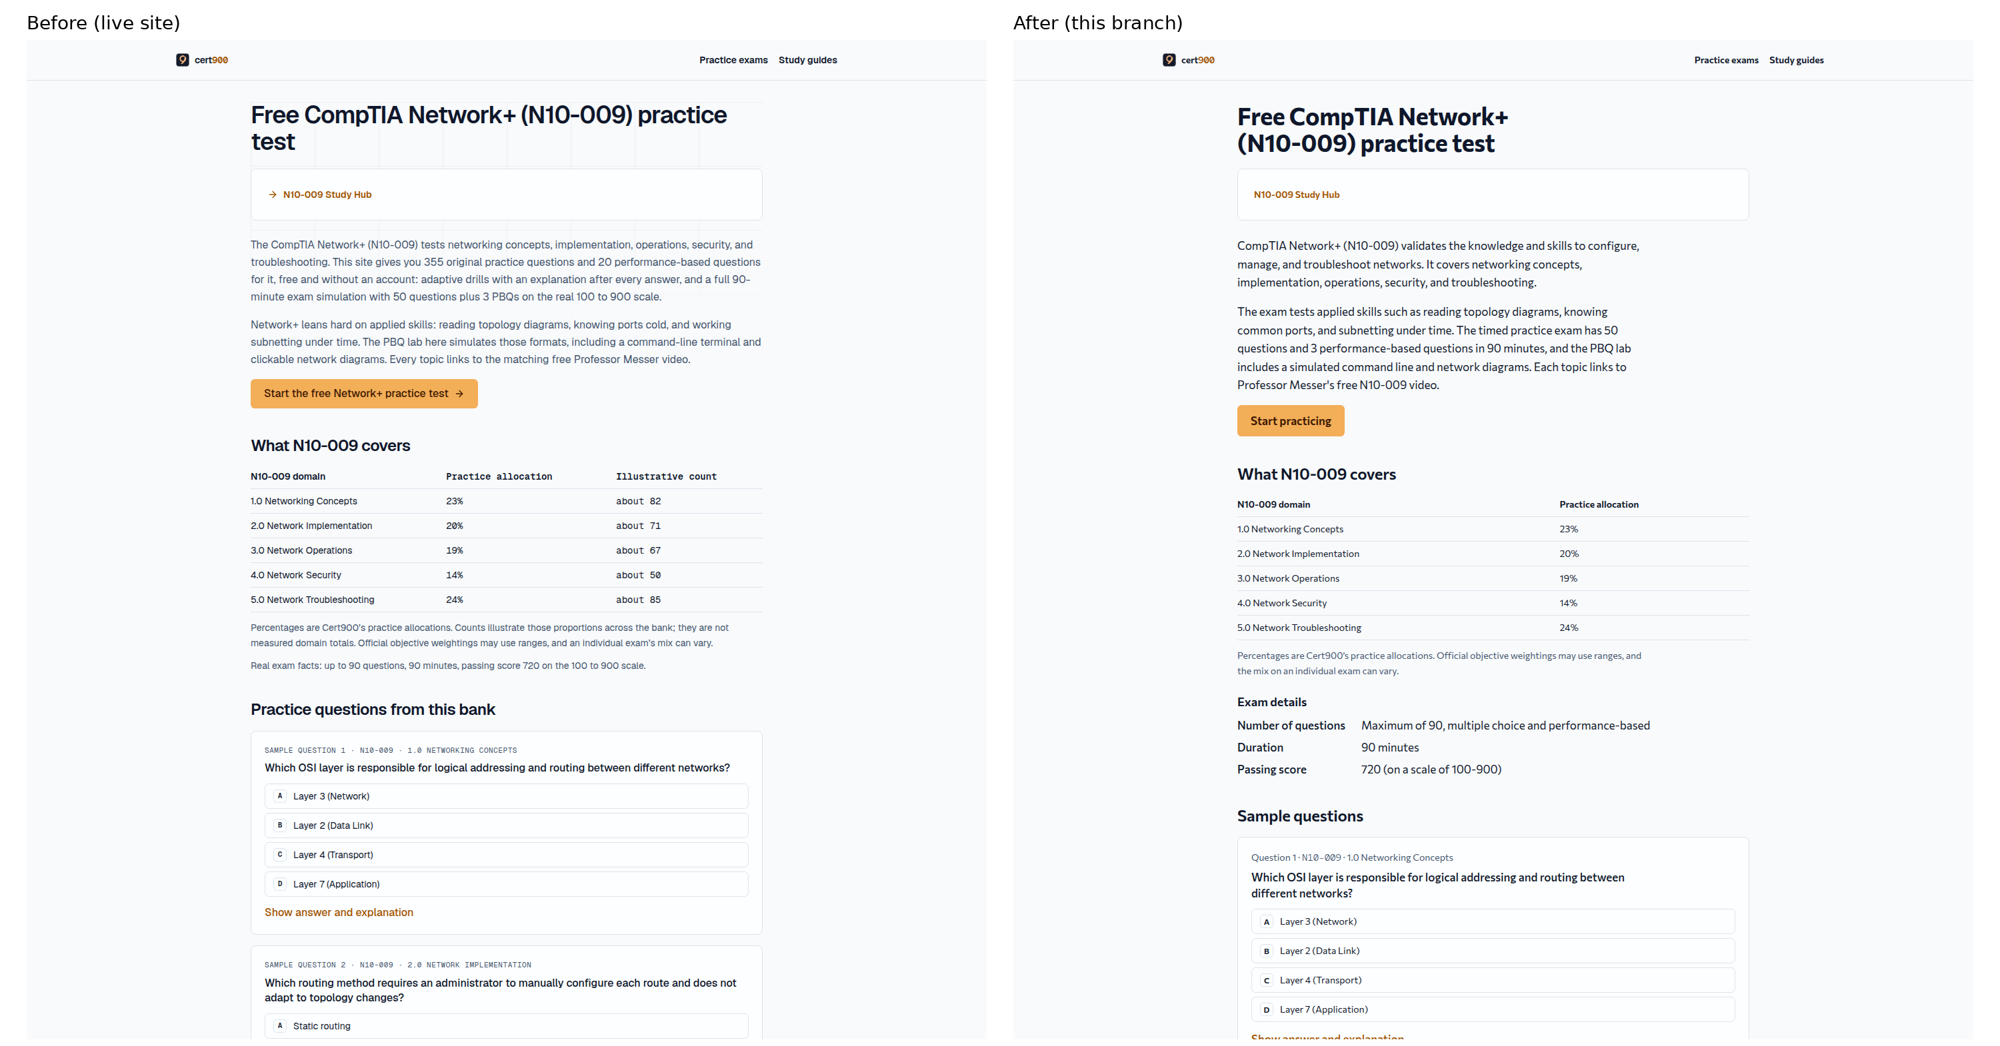 Before (live site)
cert900
Practice exams Study guides
Free CompTIA Network+ (N10-009) practice
test
→ N10-009 Study Hub
The CompTIA Network+ (N10-009) tests networking concepts, implementation, operations, security, and
troubleshooting. This site gives you 355 original practice questions and 20 performance-based questions
for it, free and without an account: adaptive drills with an explanation after every answer, and a full 90-
minute exam simulation with 50 questions plus 3 PBQs on the real 100 to 900 scale.
Network+ leans hard on applied skills: reading topology diagrams, knowing ports cold, and working
subnetting under time. The PBQ lab here simulates those formats, including a command-line terminal and
clickable network diagrams. Every topic links to the matching free Professor Messer video.
Start the free Network+ practice test →
What N10-009 covers
N10-009 domain Practice allocation Illustrative count
1.0 Networking Concepts 23% about 82
2.0 Network Implementation 20% about 71
3.0 Network Operations 19% about 67
4.0 Network Security 14% about 50
5.0 Network Troubleshooting 24% about 85
Percentages are Cert900's practice allocations. Counts illustrate those proportions across the bank; they are not
measured domain totals. Official objective weightings may use ranges, and an individual exam's mix can vary.
Real exam facts: up to 90 questions, 90 minutes, passing score 720 on the 100 to 900 scale.
Practice questions from this bank
SAMPLE QUESTION 1 · N10-009 · 1.0 NETWORKING CONCEPTS
Which OSI layer is responsible for logical addressing and routing between different networks?
A Layer 3 (Network)
B Layer 2 (Data Link)
C Layer 4 (Transport)
D Layer 7 (Application)
Show answer and explanation
SAMPLE QUESTION 2 · N10-009 · 2.0 NETWORK IMPLEMENTATION
Which routing method requires an administrator to manually configure each route and does not
adapt to topology changes?
A Static routing
After (this branch)
cert900
Practice exams Study guides
Free CompTIA Network+
(N10-009) practice test
N10-009 Study Hub
CompTIA Network+ (N10-009) validates the knowledge and skills to configure,
manage, and troubleshoot networks. It covers networking concepts,
implementation, operations, security, and troubleshooting.
The exam tests applied skills such as reading topology diagrams, knowing
common ports, and subnetting under time. The timed practice exam has 50
questions and 3 performance-based questions in 90 minutes, and the PBQ lab
includes a simulated command line and network diagrams. Each topic links to
Professor Messer's free N10-009 video.
Start practicing
What N10-009 covers
N10-009 domain Practice allocation
1.0 Networking Concepts 23%
2.0 Network Implementation 20%
3.0 Network Operations 19%
4.0 Network Security 14%
5.0 Network Troubleshooting 24%
Percentages are Cert900's practice allocations. Official objective weightings may use ranges, and
the mix on an individual exam can vary.
Exam details
Number of questions Maximum of 90, multiple choice and performance-based
Duration 90 minutes
Passing score 720 (on a scale of 100-900)
Sample questions
Question 1 · N10-009 · 1.0 Networking Concepts
Which OSI layer is responsible for logical addressing and routing between
different networks?
A Layer 3 (Network)
B Layer 2 (Data Link)
C Layer 4 (Transport)
D Layer 7 (Application)
Show answer and explanation